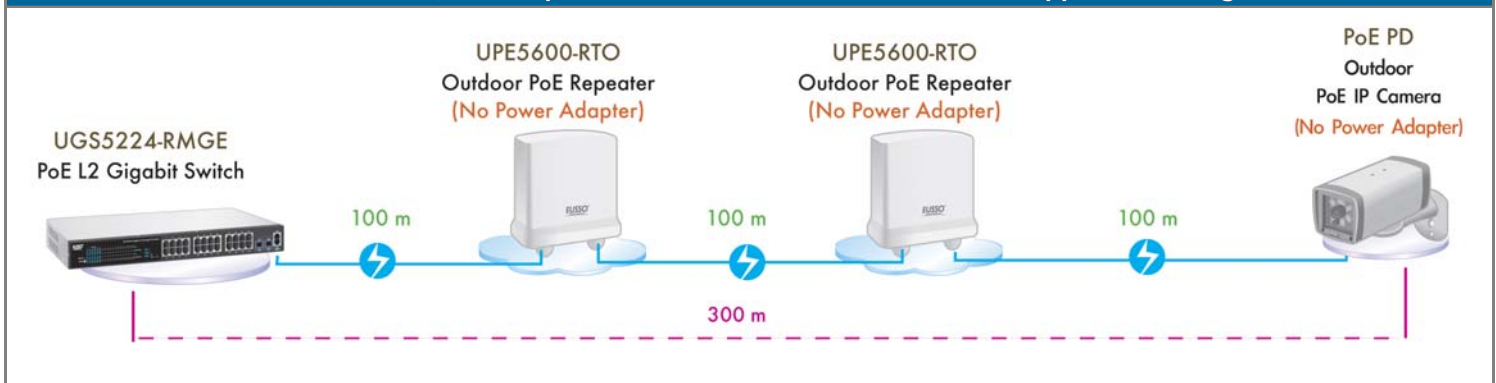 UGS5224-RMGE
PoE L2 Gigabit Switch
UPE5600-RTO
Outdoor PoE Repeater
(No Power Adapter)
UPE5600-RTO
Outdoor PoE Repeater
(No Power Adapter)
PoE PD
Outdoor
PoE IP Camera
(No Power Adapter)
100 m
100 m
100 m
300 m